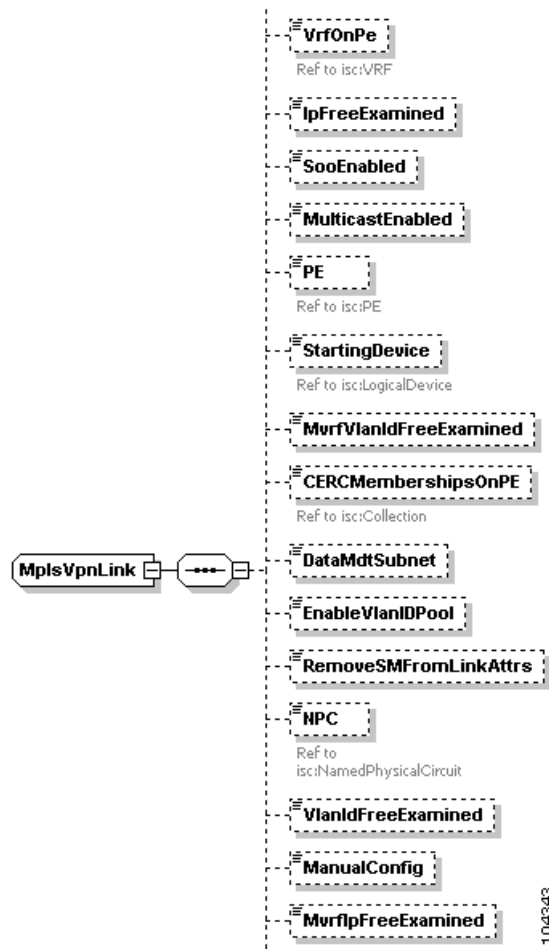 VrfOnPe
Ref to isc:VRF
IpFreeExamined
SooEnabled
MulticastEnabled
PE
Ref to isc:PE
StartingDevice
Ref to isc:LogicalDevice
MvrfVlanIdFreeExamined
CERCMembershipsOnPE
Ref to isc:Collection
MplsVpnLink
DataMdtSubnet
EnableVlanIDPool
RemoveSMFromLinkAttrs
NPC
Ref to
isc:NamedPhysicalCircuit
VlanIdFreeExamined
ManualConfig
MvrfIpFreeExamined
104343